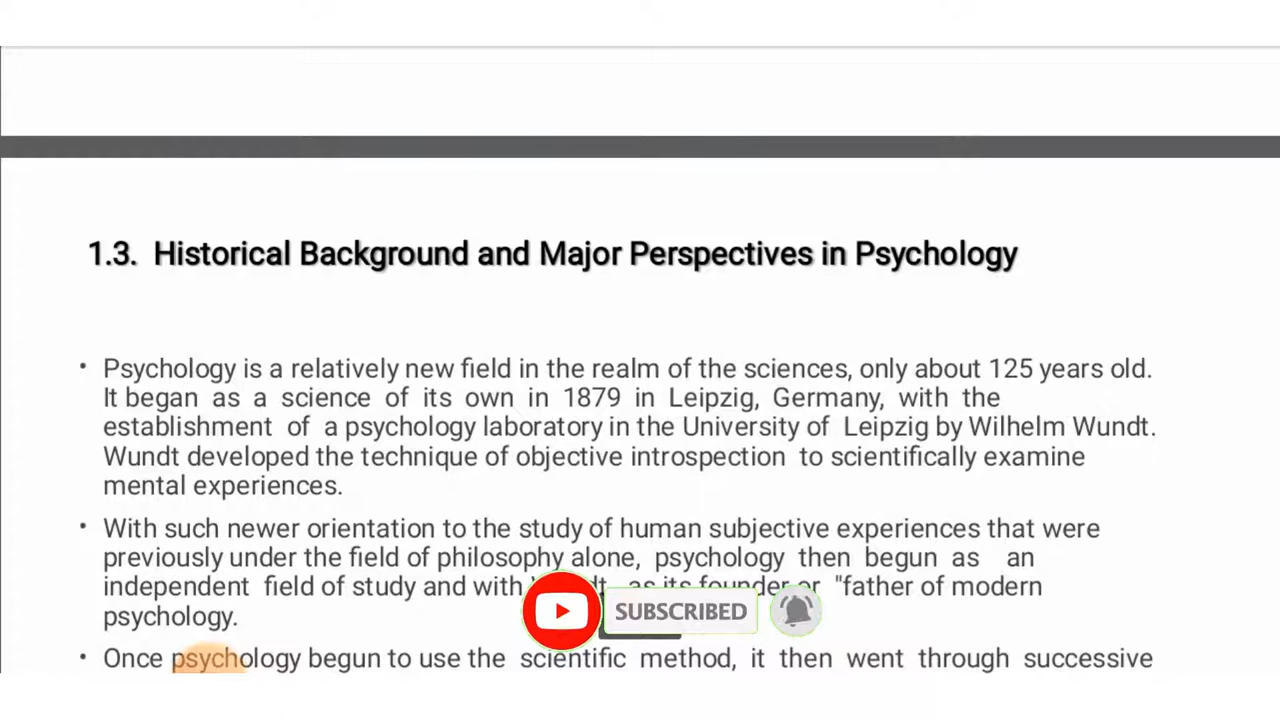 1.3. Historical Background and Major Perspectives in Psychology
• Psychology is a relatively new field in the realm of the sciences, only about 125 years old.
It began as a science of its own in 1879 in Leipzig, Germany, with the
establishment of a psychology laboratory in the University of Leipzig by Wilhelm Wundt.
Wundt developed the technique of objective introspection to scientifically examine
mental experiences.
• With such newer orientation to the study of human subjective experiences that were
previously under the field of philosophy alone, psychology then begun as an
independent field of study and with as its founder or "father of modern
psychology.
SUBSCRIBED
• Once psychology begun to use the scientific method, it then went through successive